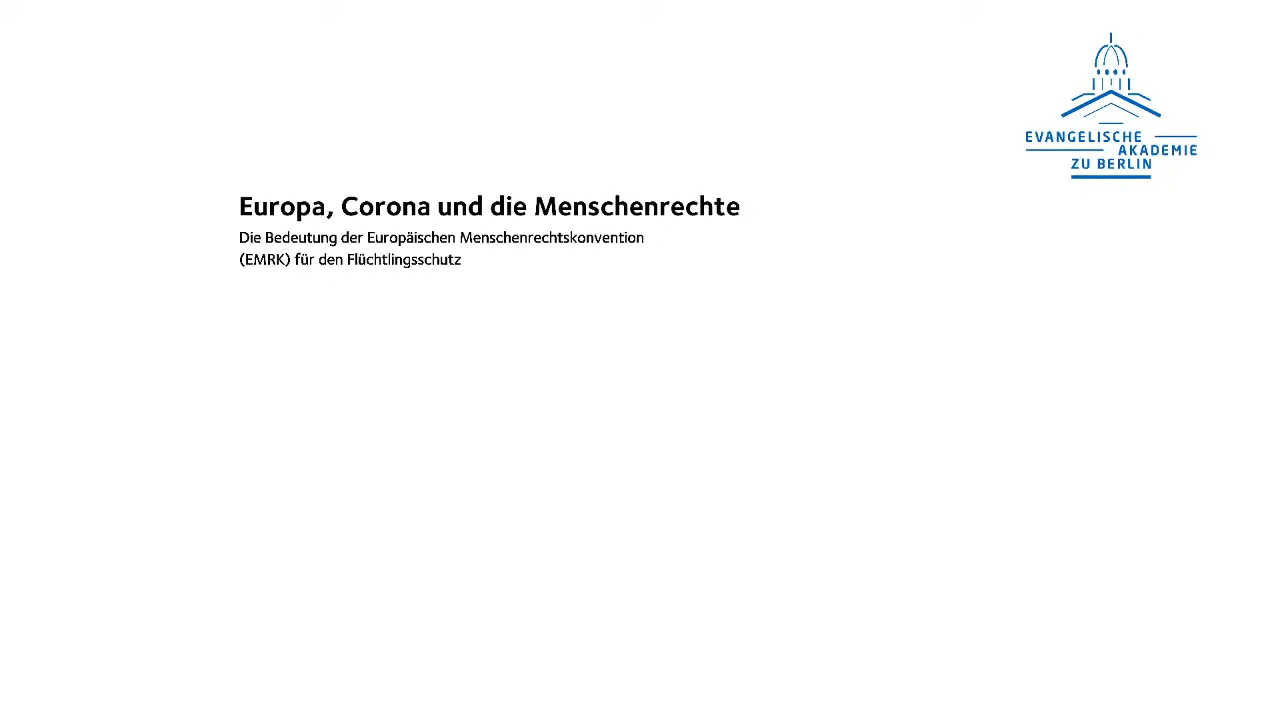 EVANGELISCHE
AKADEMIE
ZU BERLIN
Europa, Corona und die Menschenrechte
Die Bedeutung der Europäischen Menschenrechtskonvention
(EMRK) für den Flüchtlingsschutz